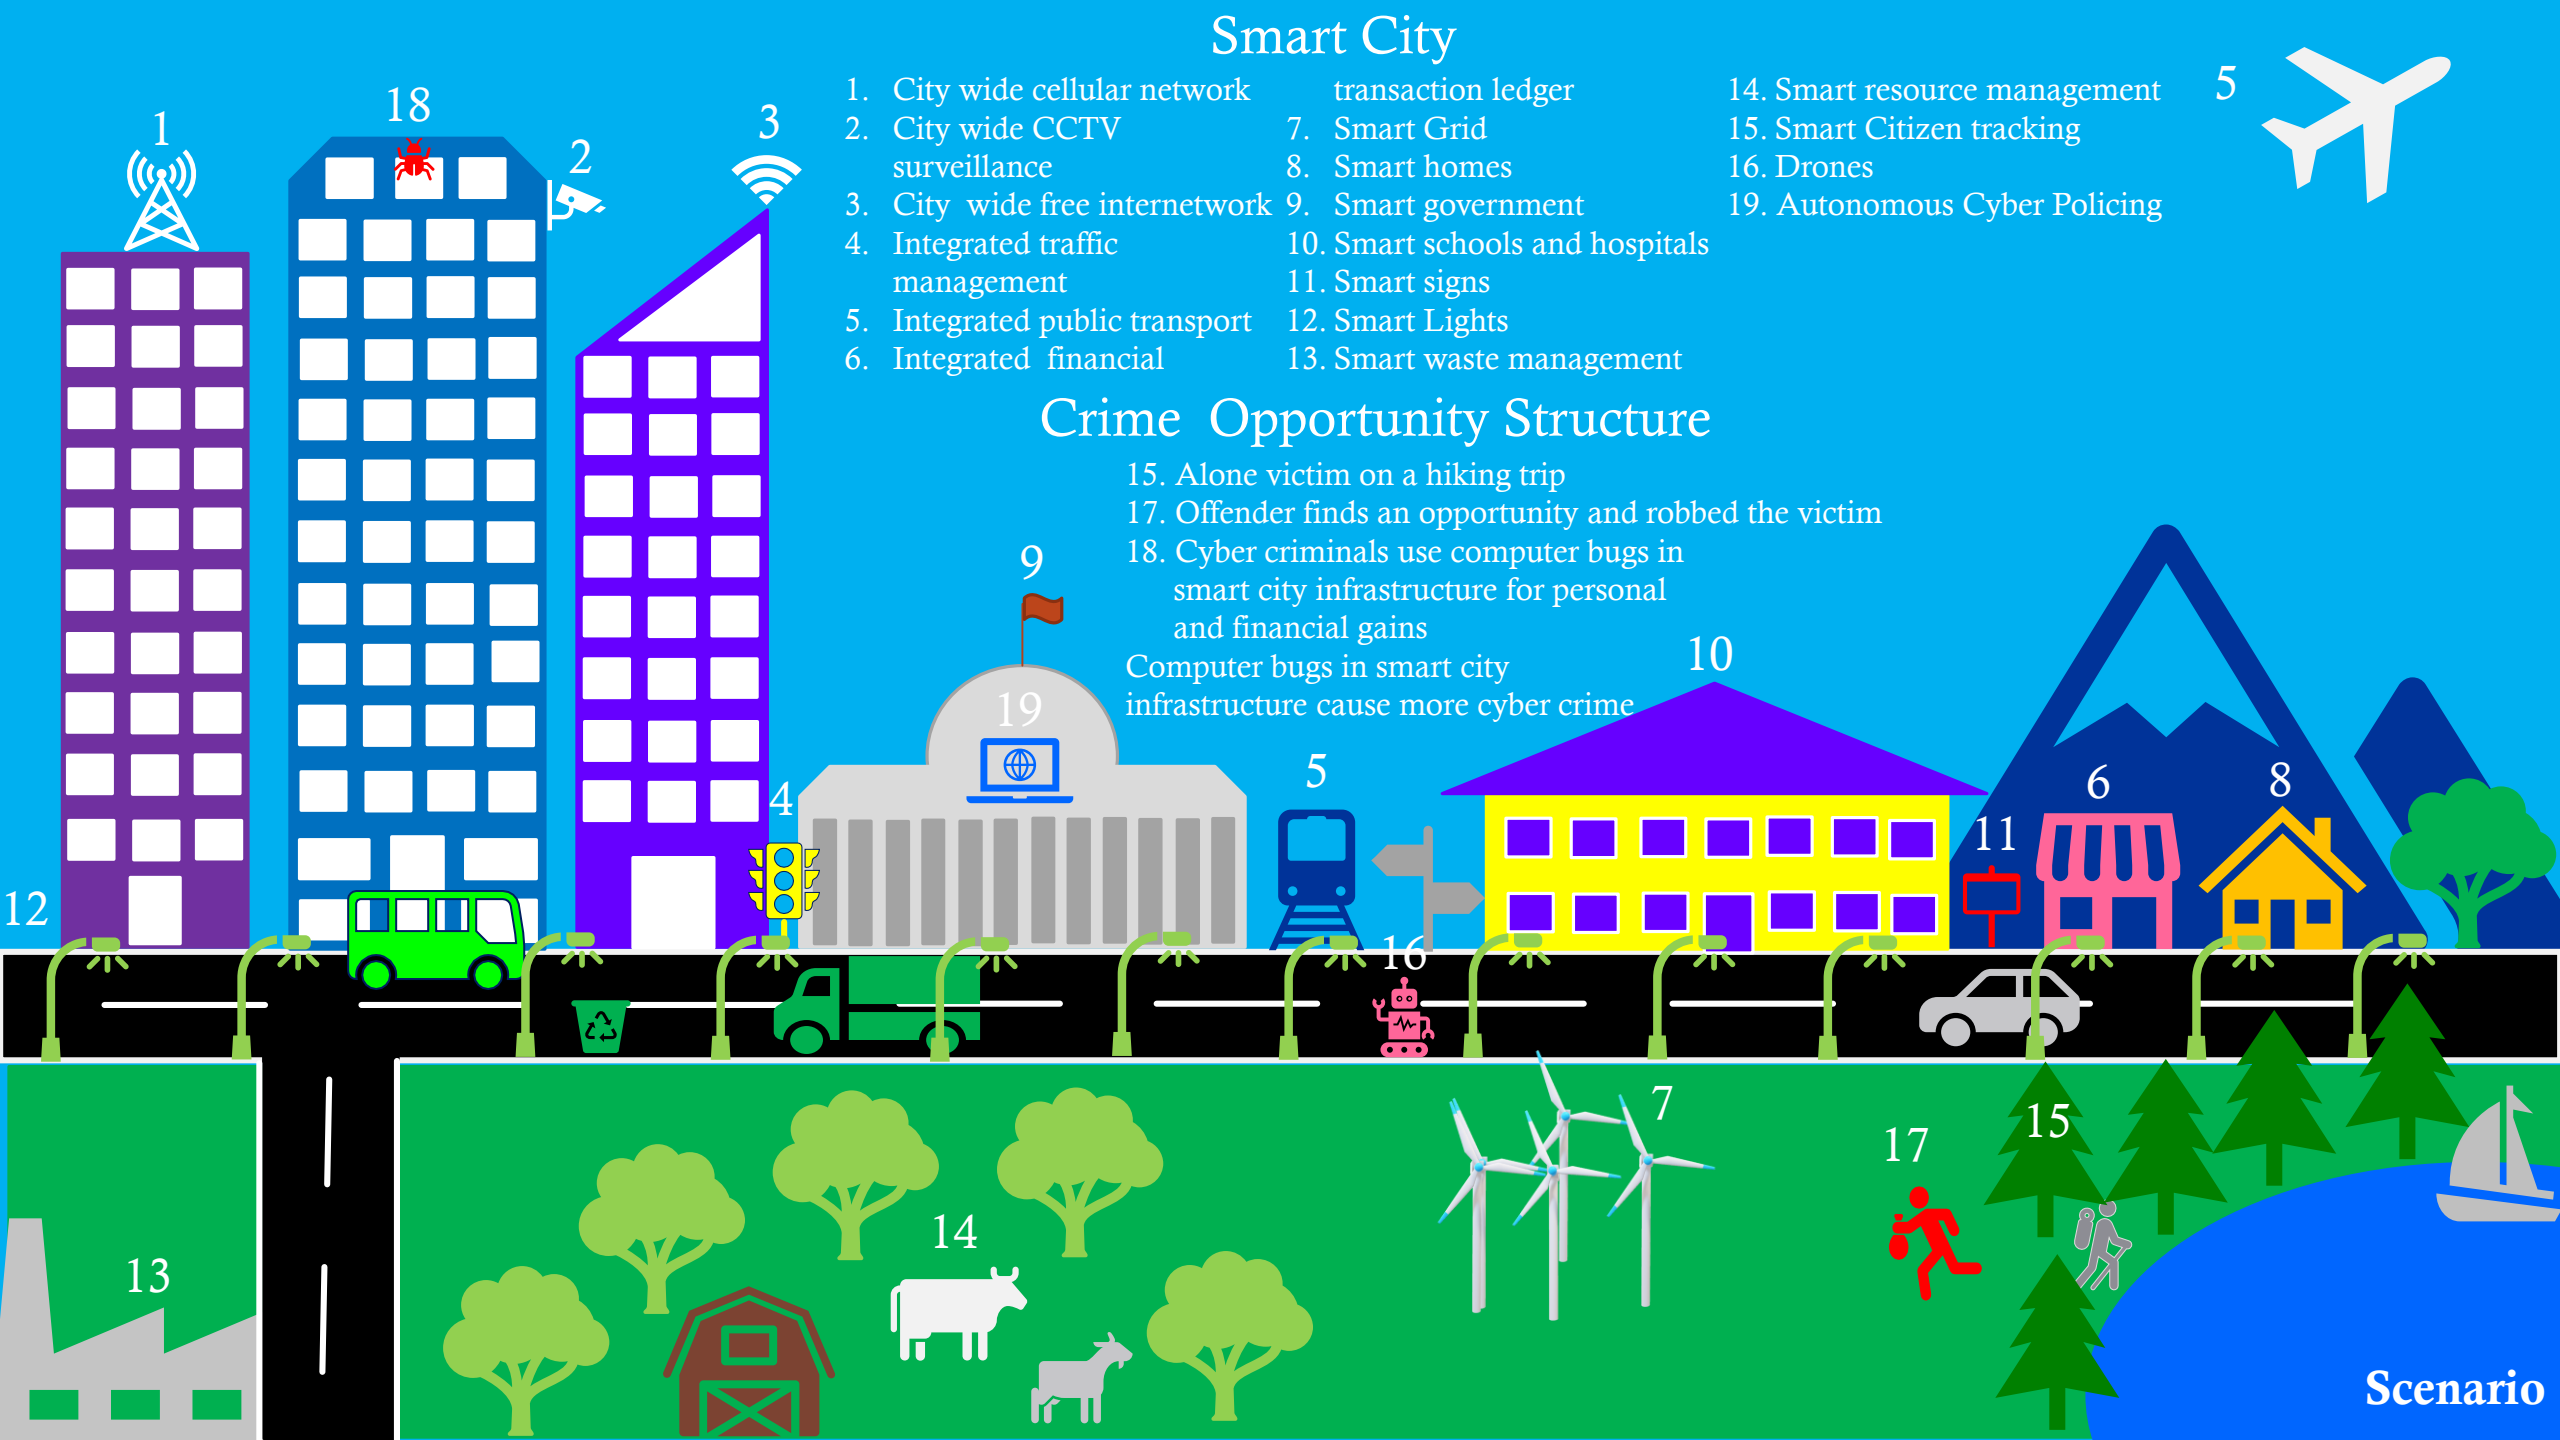 Smart City
1. City wide cellular network
2. City wide CCTV
surveillance
3. City wide free internetwork
4. Integrated traffic
management
5. Integrated public transport
6. Integrated financial
transaction ledger
7. Smart Grid
8. Smart homes
9. Smart government
10. Smart schools and hospitals
11. Smart signs
12. Smart Lights
13. Smart waste management
14. Smart resource management
15. Smart Citizen tracking
16. Drones
19. Autonomous Cyber Policing
Crime Opportunity Structure
15. Alone victim on a hiking trip
17. Offender finds an opportunity and robbed the victim
18. Cyber criminals use computer bugs in
smart city infrastructure for personal
and financial gains
Computer bugs in smart city
infrastructure cause more cyber crime
1
18
2
3
5
9
10
19
4
5
6
8
11
12
16
7
15
17
14
13
Scenario